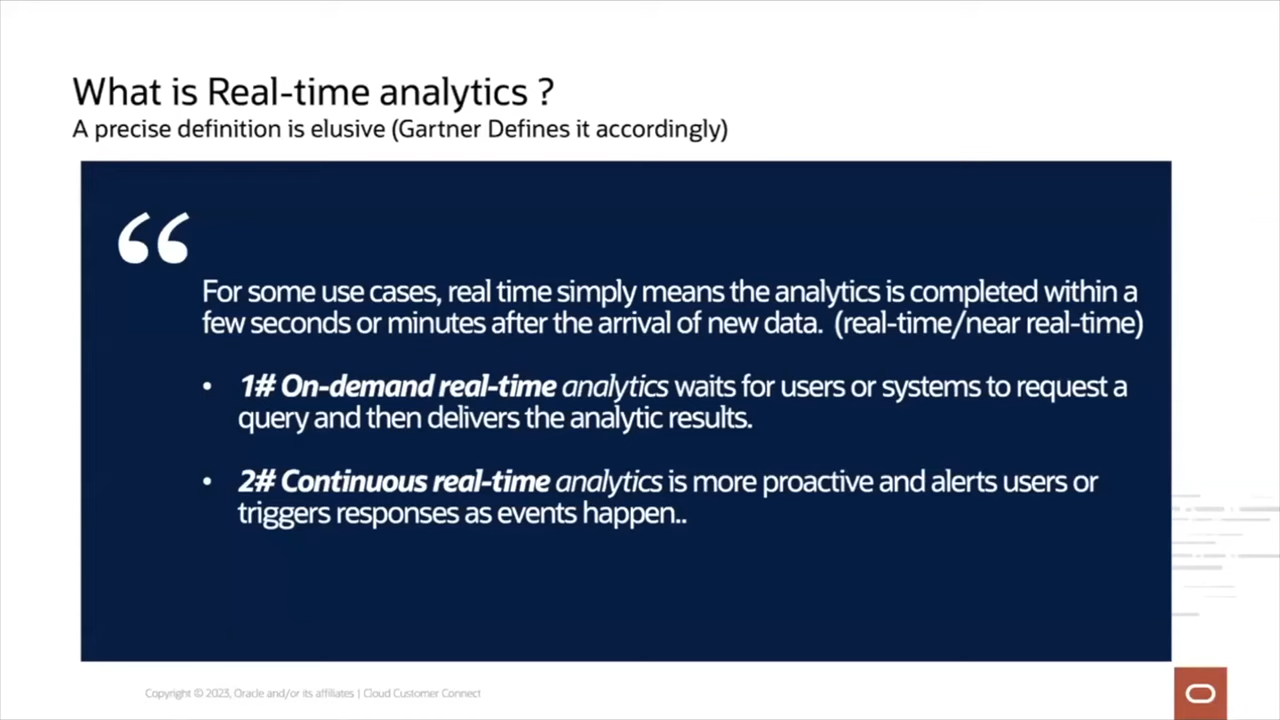 What is Real-time analytics ?
A precise definition is elusive (Gartner Defines it accordingly)
“
For some use cases, real time simply means the analytics is completed within a
few seconds or minutes after the arrival of new data. (real-time/near real-time)
• 1# On-demand real-time analytics waits for users or systems to request a
query and then delivers the analytic results.
• 2# Continuous real-time analytics is more proactive and alerts users or
triggers responses as events happen..
Copyright © 2023, Oracle and/or its affiliates | Cloud Customer Connect